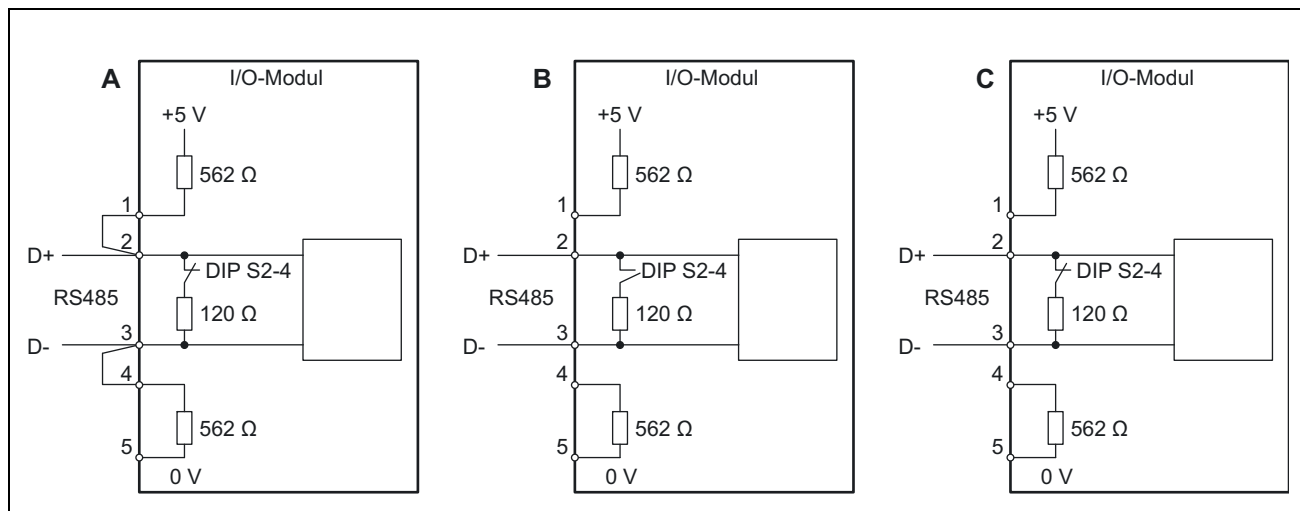 A
I/O-Modul
+5 V
562 Ω
1
2
D+
DIP S2-4
RS485
120 Ω
3
D-
4
562 Ω
5
0 V
B
I/O-Modul
+5 V
562 Ω
1
2
D+
DIP S2-4
RS485
120 Ω
3
D-
4
562 Ω
5
0 V
C
I/O-Modul
+5 V
562 Ω
1
2
D+
DIP S2-4
RS485
120 Ω
3
D-
4
562 Ω
5
0 V